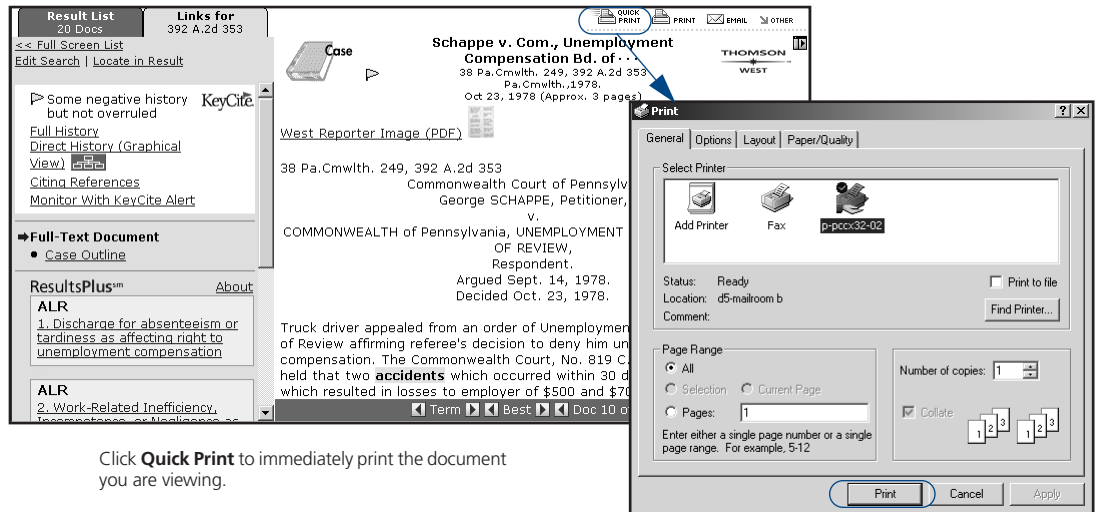 Result List
20 Docs
Links for
392 A.2d 353
QUICK PRINT
PRINT
EMAIL
OTHER
<< Full Screen List
Edit Search | Locate in Result
Some negative history
but not overruled
KeyCite
Full History
Direct History (Graphical
View)
Citing References
Monitor With KeyCite Alert
Full-Text Document
• Case Outline
ResultsPlus℠
About
ALR
1. Discharge for absenteeism or
tardiness as affecting right to
unemployment compensation
ALR
2. Work-Related Inefficiency,
Incompetence, or Negligence as
Case
Schappe v. Com., Unemployment
Compensation Bd. of···
38 Pa.Cmwlth. 249, 392 A.2d 353
Pa.Cmwlth.,1978.
Oct 23, 1978 (Approx. 3 pages)
THOMSON
WEST
West Reporter Image (PDF)
38 Pa.Cmwlth. 249, 392 A.2d 353
Commonwealth Court of Pennsylv
George SCHAPPE, Petitioner,
v.
COMMONWEALTH of Pennsylvania, UNEMPLOYMENT
OF REVIEW,
Respondent.
Argued Sept. 14, 1978.
Decided Oct. 23, 1978.
Truck driver appealed from an order of Unemploymen
of Review affirming referee's decision to deny him un
compensation. The Commonwealth Court, No. 819 C.
held that two accidents which occurred within 30 d
which resulted in losses to employer of $500 and $70
Term
Best
Doc 10 o
Print
General
Options
Layout
Paper/Quality
Select Printer
Add Printer
Fax
p-pccx32-02
Status: Ready
Location: d5-mailroom b
Comment:
Print to file
Find Printer...
Page Range
All
Selection
Current Page
Pages: 1
Enter either a single page number or a single
page range. For example, 5-12
Number of copies: 1
Collate
1 2 3
1 2 3
Print
Cancel
Apply
Click Quick Print to immediately print the document
you are viewing.